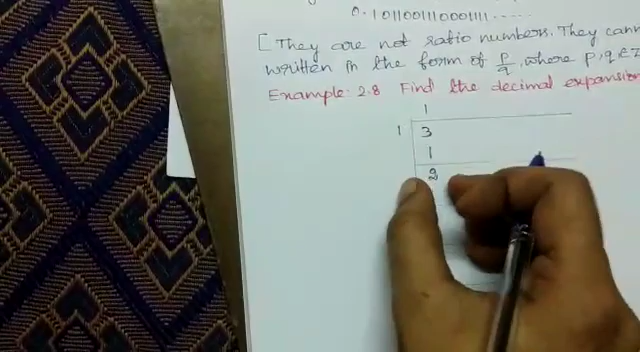 0.101100111000111......
[They are not ratio numbers. They cann
written in the form of p/q, where p, q ∈ z
Example: 2.8 Find the decimal expansion
1
1 3
1
2